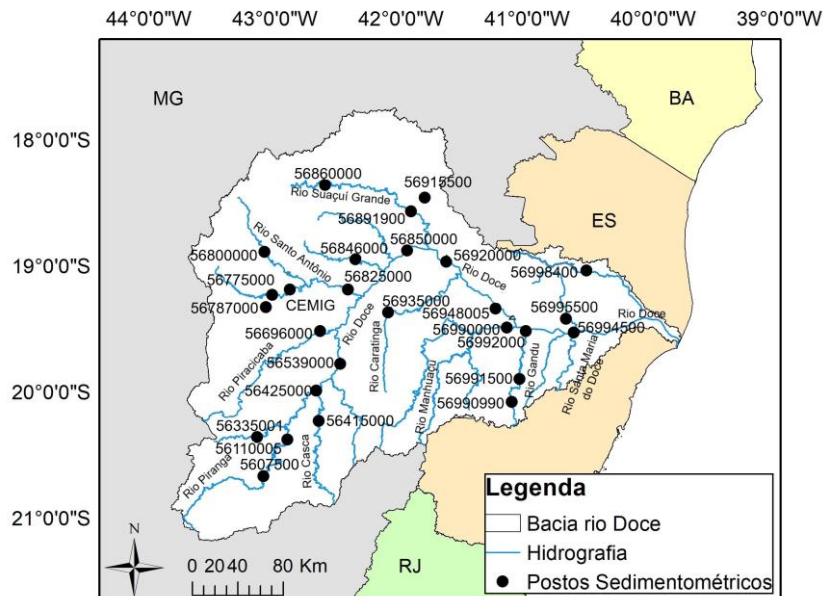 44°0'0"W 43°0'0"W 42°0'0"W 41°0'0"W 40°0'0"W 39°0'0"W
MG
BA
18°0'0"S
56860000
56915500
Rio Suaçuí Grande
56891900
ES
Rio Santo Antônio
56800000
56846000
56850000
56920000
19°0'0"S
56998400
Rio Doce
56775000
56825000
CEMIG
56787000
56935000
56948005
56995500
Rio Doce
56990000
56994500
56992000
56696000
Rio Doce
Rio Caratinga
Rio Gandu
Rio Santa Maria do Doce
Rio Piracicaba
56539000
Rio Manhuaçu
56991500
20°0'0"S
56425000
56990990
56415000
56335001
56110005
Rio Casca
5607500
Rio Piranga
21°0'0"S
N
0 20 40 80 Km
RJ
Legenda
Bacia rio Doce
Hidrografia
Postos Sedimentométricos